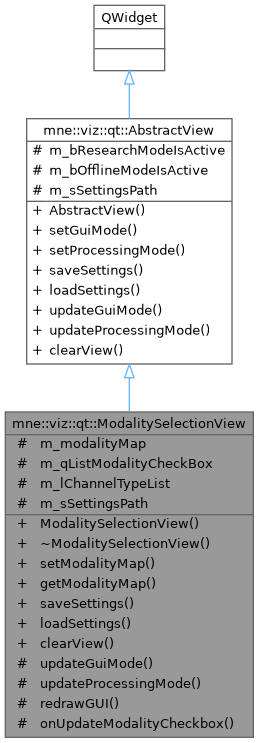 QWidget
mne::viz::qt::AbstractView
# m_bResearchModeIsActive
# m_bOfflineModeIsActive
# m_sSettingsPath
+ AbstractView()
+ setGuiMode()
+ setProcessingMode()
+ saveSettings()
+ loadSettings()
+ updateGuiMode()
+ updateProcessingMode()
+ clearView()
mne::viz::qt::ModalitySelectionView
# m_modalityMap
# m_qListModalityCheckBox
# m_lChannelTypeList
# m_sSettingsPath
+ ModalitySelectionView()
+ ~ModalitySelectionView()
+ setModalityMap()
+ getModalityMap()
+ saveSettings()
+ loadSettings()
+ clearView()
# updateGuiMode()
# updateProcessingMode()
# redrawGUI()
# onUpdateModalityCheckbox()